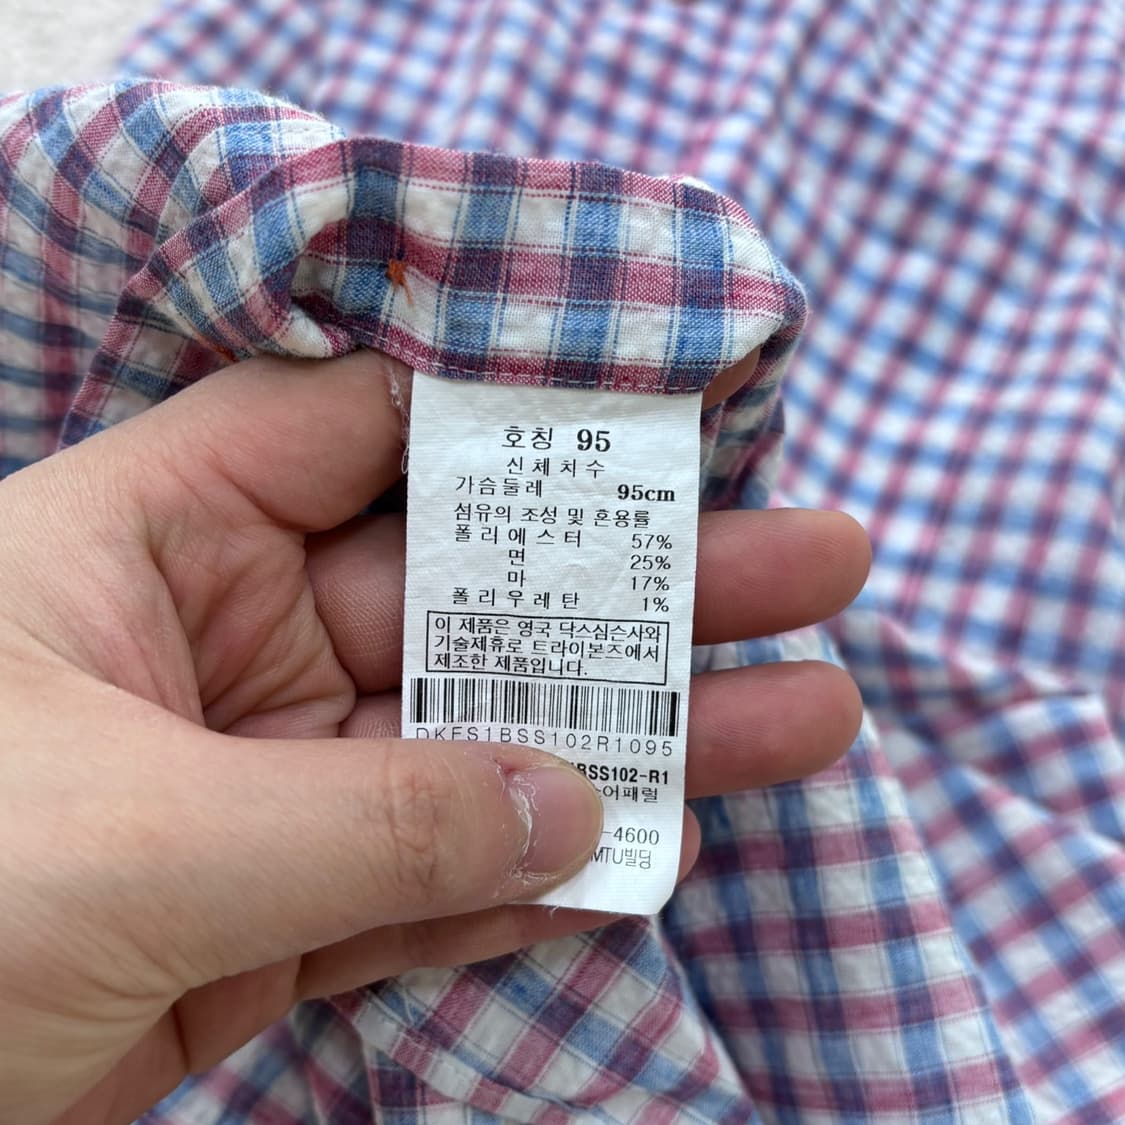 호칭 95
신체치수
가슴둘레 95cm
섬유의 조성 및 혼용률
폴리에스터 57%
면 25%
마 17%
폴리우레탄 1%
이 제품은 영국 닥스심슨사와
기술제휴로 트라이본즈에서
제조한 제품입니다.
DKFS1BSS102R1095
BSS102-R1
어패럴
-4600
MTU빌딩